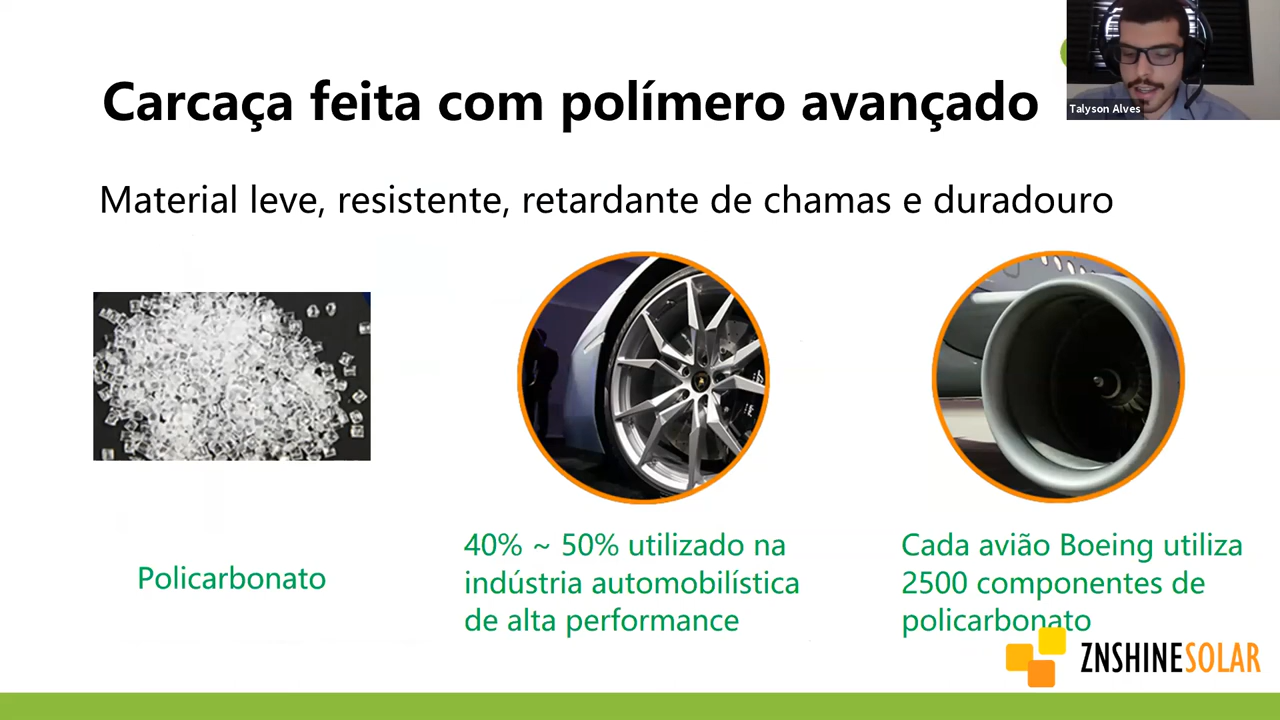 Carcaça feita com polímero avançado
Talyson Alves
Material leve, resistente, retardante de chamas e duradouro
Policarbonato
40% ~ 50% utilizado na
indústria automobilística
de alta performance
Cada avião Boeing utiliza
2500 componentes de
policarbonato
ZNSHINESOLAR